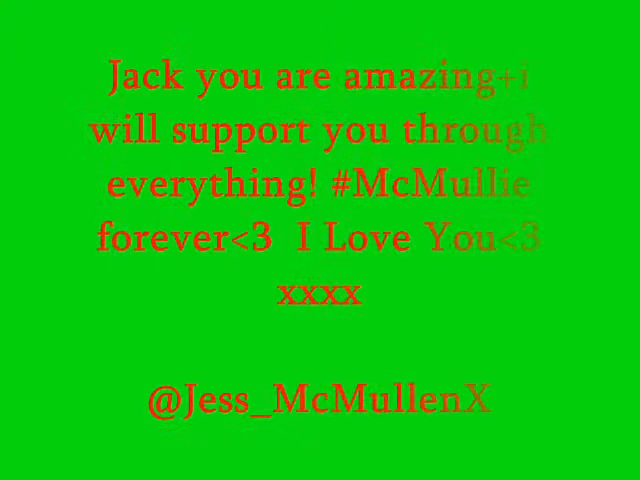 Jack you are amazing+i
will support you through
everything! #McMullie
forever<3 I Love You<3
xxxx
@Jess_McMullenX